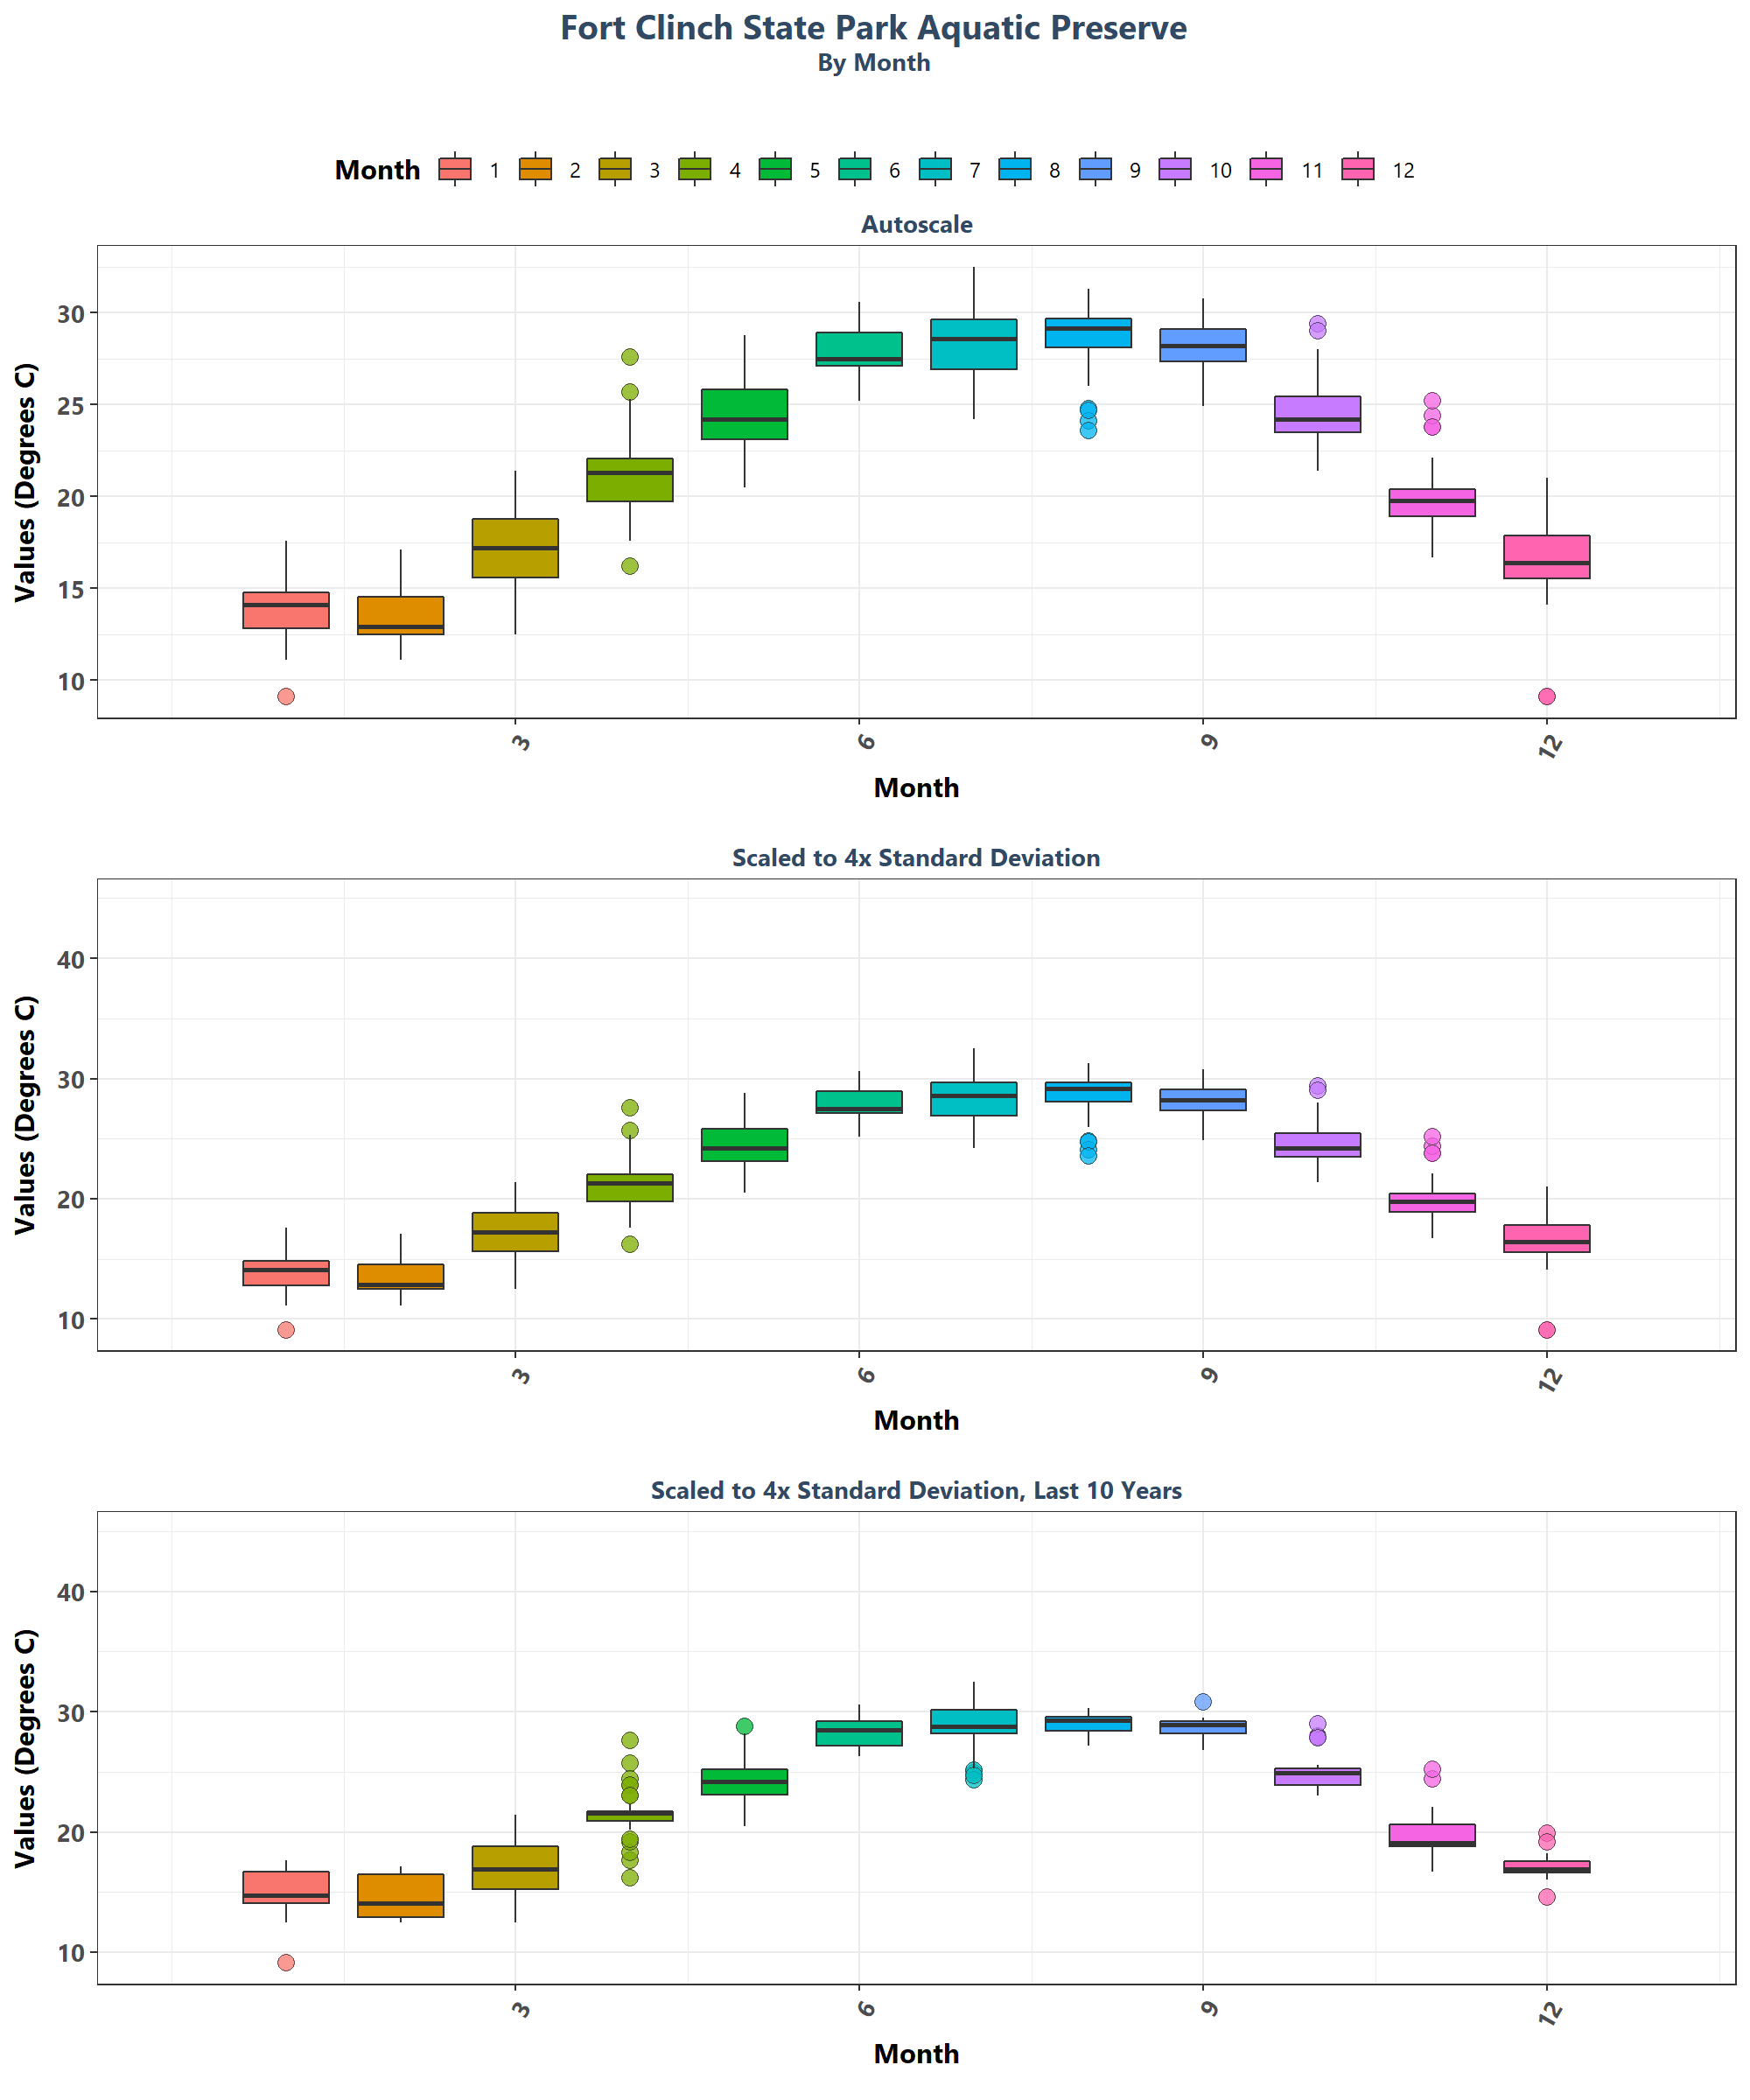 Fort Clinch State Park Aquatic Preserve
By Month
Month 1 2 3 4 5 6 7 8 9 10 11 12
Autoscale
Values (Degrees C)
30
25
20
15
10
3 6 9 12
Month
Scaled to 4x Standard Deviation
Values (Degrees C)
40
30
20
10
3 6 9 12
Month
Scaled to 4x Standard Deviation, Last 10 Years
Values (Degrees C)
40
30
20
10
3 6 9 12
Month